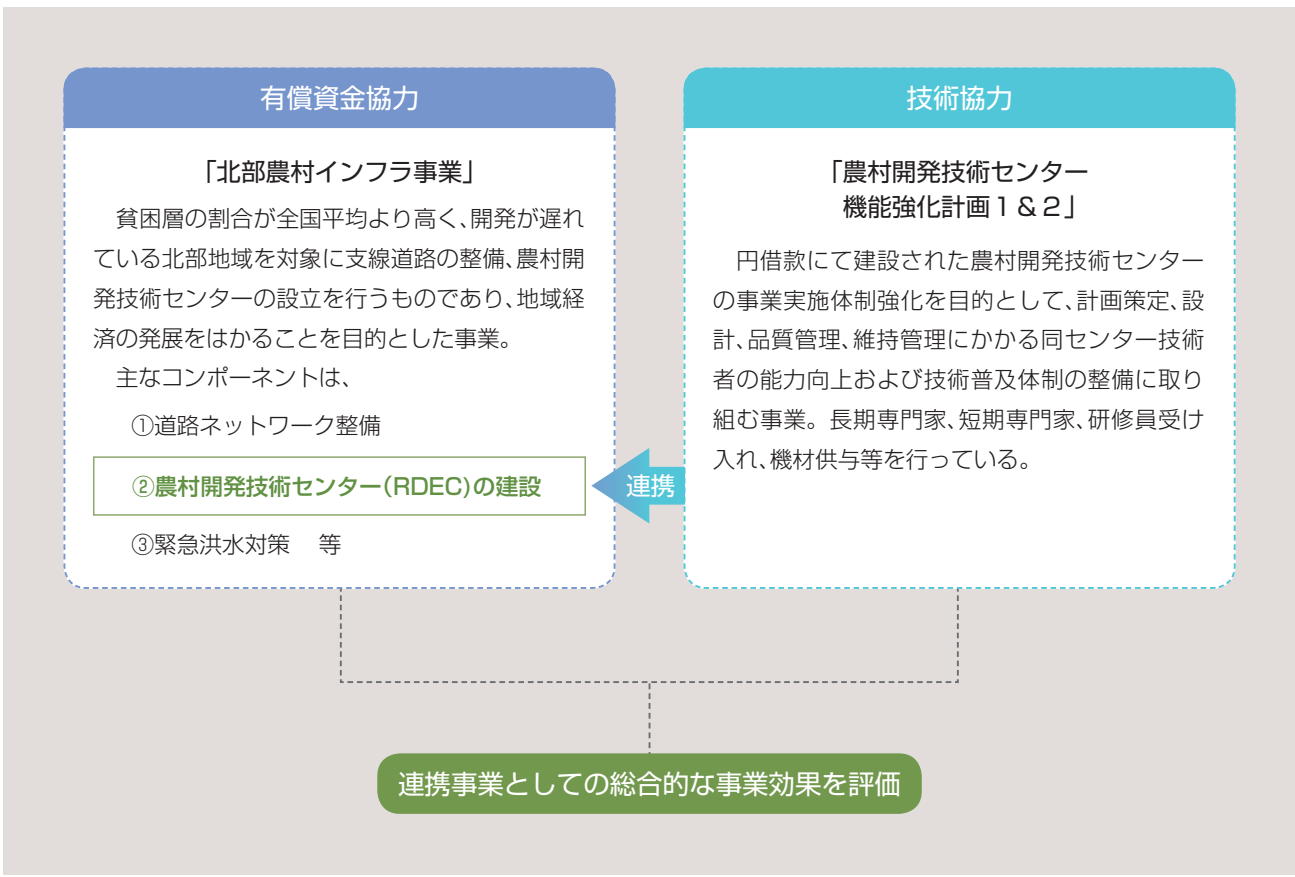 有償資金協力
「北部農村インフラ事業」
貧困層の割合が全国平均より高く、開発が遅れ
ている北部地域を対象に支線道路の整備、農村開
発技術センターの設立を行うものであり、地域経
済の発展をはかることを目的とした事業。
主なコンポーネントは、
①道路ネットワーク整備
②農村開発技術センター(RDEC)の建設
③緊急洪水対策　等
連携
技術協力
「農村開発技術センター
機能強化計画1＆2」
円借款にて建設された農村開発技術センター
の事業実施体制強化を目的として、計画策定、設
計、品質管理、維持管理にかかる同センター技術
者の能力向上および技術普及体制の整備に取り
組む事業。長期専門家、短期専門家、研修員受け
入れ、機材供与等を行っている。
連携事業としての総合的な事業効果を評価